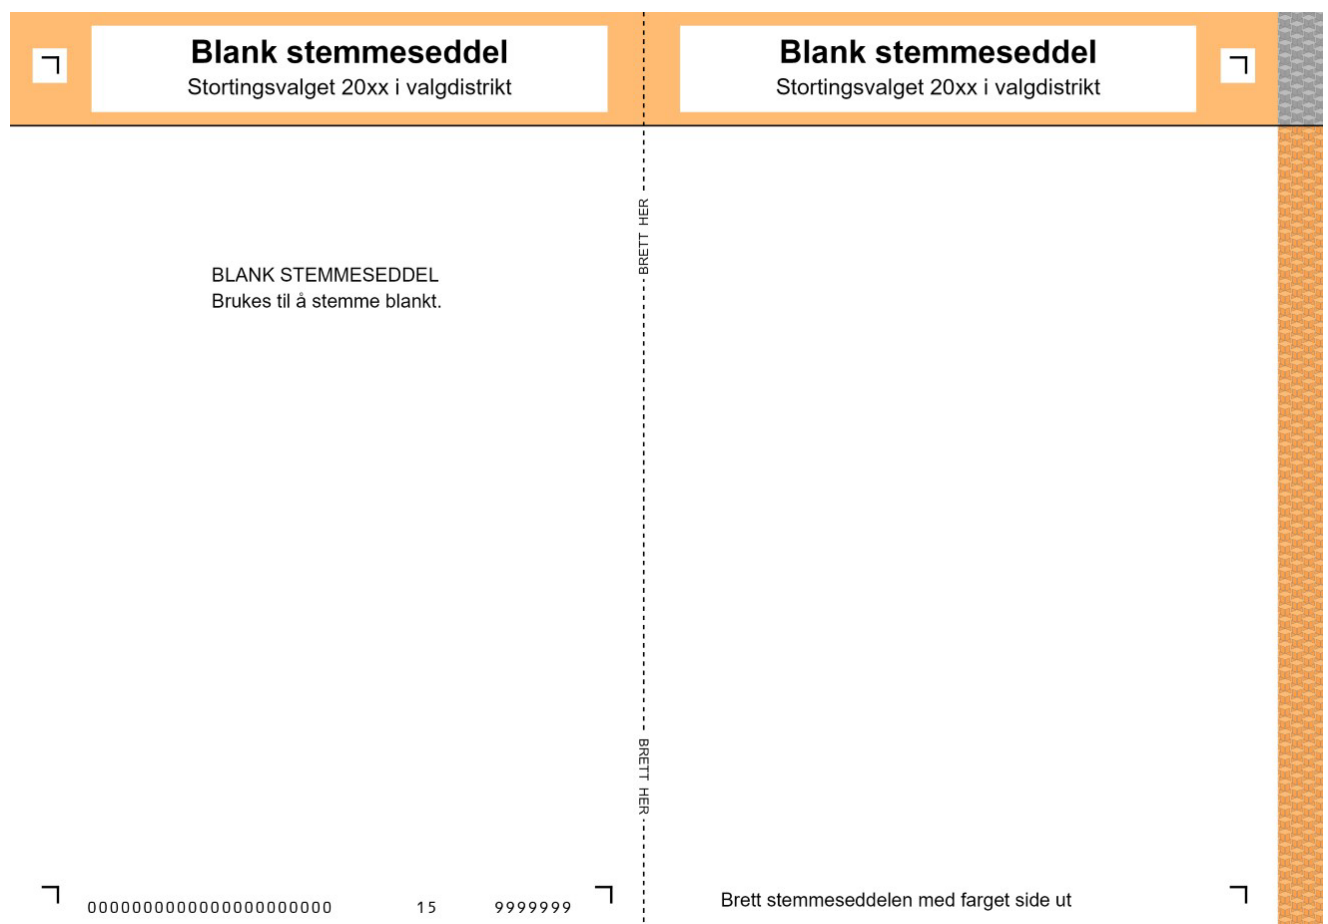 Blank stemmeseddel
Stortingsvalget 20xx i valgdistrikt
BLANK STEMMESEDDEL
Brukes til å stemme blankt.
0000000000000000000000 15 9999999
BRETT HER
BRETT HER
Blank stemmeseddel
Stortingsvalget 20xx i valgdistrikt
Brett stemmeseddelen med farget side ut